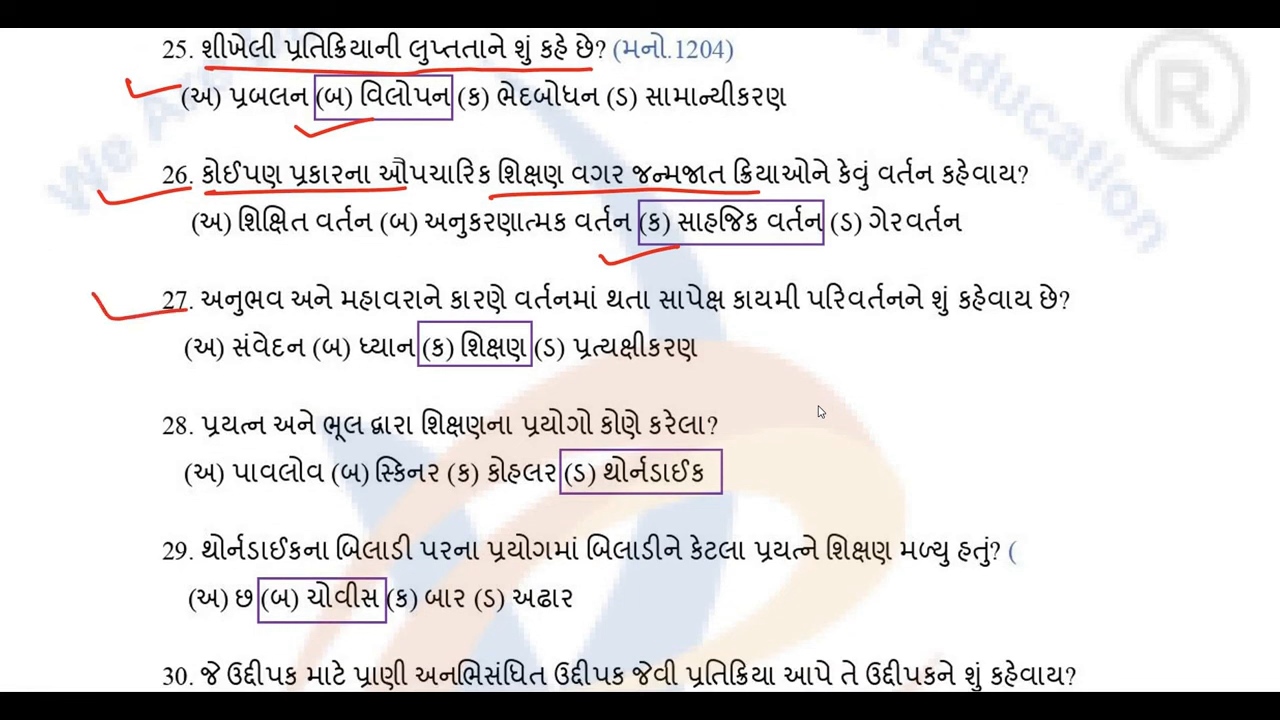 25. શીખેલી પ્રતિક્રિયાની લુપ્તતાને શું કહે છે? (મનો.1204)
(અ) પ્રબલન (બ) વિલોપન (ક) ભેદબોધન (ડ) સામાન્યીકરણ
26. કોઈપણ પ્રકારના ઔપચારિક શિક્ષણ વગર જન્મજાત ક્રિયાઓને કેવું વર્તન કહેવાય?
(અ) શિક્ષિત વર્તન (બ) અનુકરણાત્મક વર્તન (ક) સાહજિક વર્તન (ડ) ગેરવર્તન
27. અનુભવ અને મહાવરાને કારણે વર્તનમાં થતા સાપેક્ષ કાયમી પરિવર્તનને શું કહેવાય છે?
(અ) સંવેદન (બ) ધ્યાન (ક) શિક્ષણ (ડ) પ્રત્યક્ષીકરણ
28. પ્રયત્ન અને ભૂલ દ્વારા શિક્ષણના પ્રયોગો કોણે કરેલા?
(અ) પાવલોવ (બ) સ્કિનર (ક) કોહલર (ડ) થોર્નડાઈક
29. થોર્નડાઈકના બિલાડી પરના પ્રયોગમાં બિલાડીને કેટલા પ્રયત્ને શિક્ષણ મળ્યુ હતું? (
(અ) છ (બ) ચોવીસ (ક) બાર (ડ) અઢાર
30. જે ઉદ્દીપક માટે પ્રાણી અનભિસંધિત ઉદ્દીપક જેવી પ્રતિક્રિયા આપે તે ઉદ્દીપકને શું કહેવાય?
We Ar
Education
R